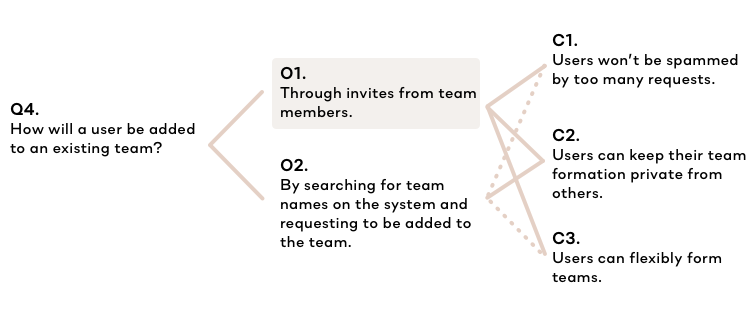 Q4.
How will a user be added
to an existing team?
O1.
Through invites from team
members.
O2.
By searching for team
names on the system and
requesting to be added to
the team.
C1.
Users won't be spammed
by too many requests.
C2.
Users can keep their team
formation private from
others.
C3.
Users can flexibly form
teams.